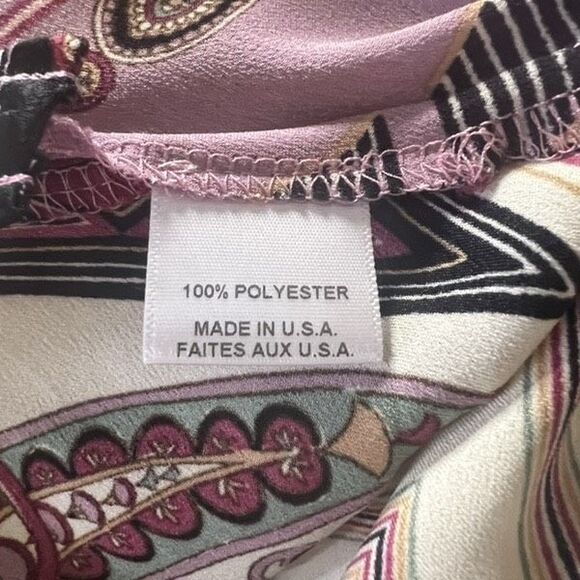 100% POLYESTER
MADE IN U.S.A.
FAITES AUX U.S.A.